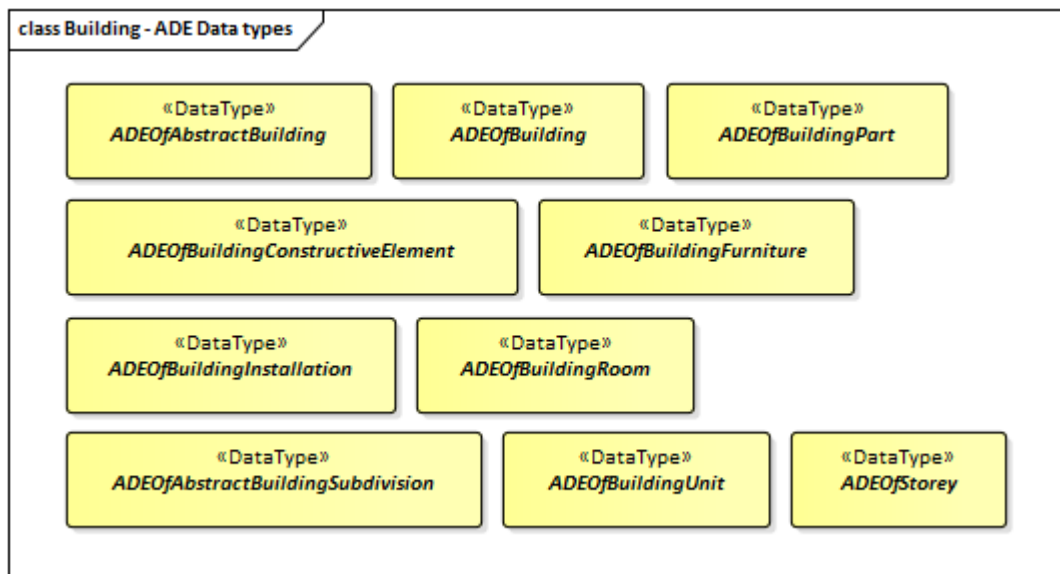 class Building - ADE Data types
«DataType»
ADEOfAbstractBuilding
«DataType»
ADEOfBuilding
«DataType»
ADEOfBuildingPart
«DataType»
ADEOfBuildingConstructiveElement
«DataType»
ADEOfBuildingFurniture
«DataType»
ADEOfBuildingInstallation
«DataType»
ADEOfBuildingRoom
«DataType»
ADEOfAbstractBuildingSubdivision
«DataType»
ADEOfBuildingUnit
«DataType»
ADEOfStorey